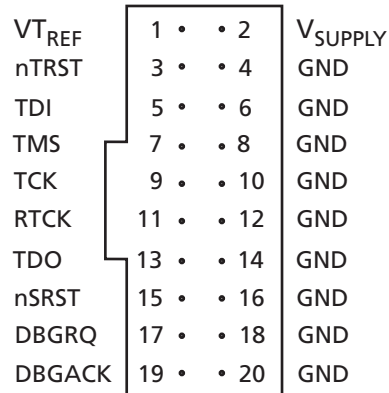 VTREF 1 • • 2 VSUPPLY
nTRST 3 • • 4 GND
TDI 5 • • 6 GND
TMS 7 • • 8 GND
TCK 9 • • 10 GND
RTCK 11 • • 12 GND
TDO 13 • • 14 GND
nSRST 15 • • 16 GND
DBGRQ 17 • • 18 GND
DBGACK 19 • • 20 GND